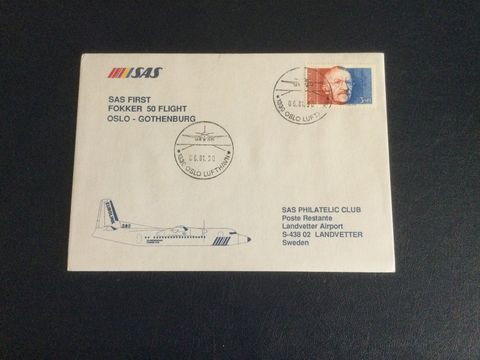 SAS
SAS FIRST
FOKKER 50 FLIGHT
OSLO - GOTHENBURG
1330 OSLO LUFTHAVN
SAS PHILATELIC CLUB
Poste Restante
Landvetter Airport
S-438 02 LANDVETTER
Sweden